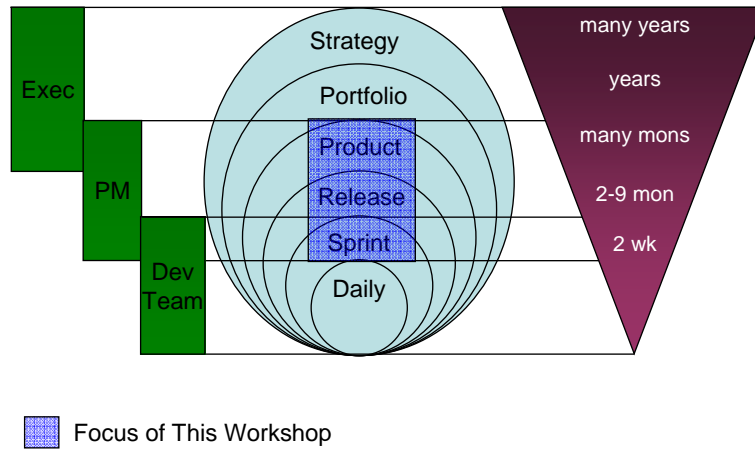 Exec
PM
Dev
Team
Strategy
Portfolio
Product
Release
Sprint
Daily
many years
years
many mons
2-9 mon
2 wk
Focus of This Workshop